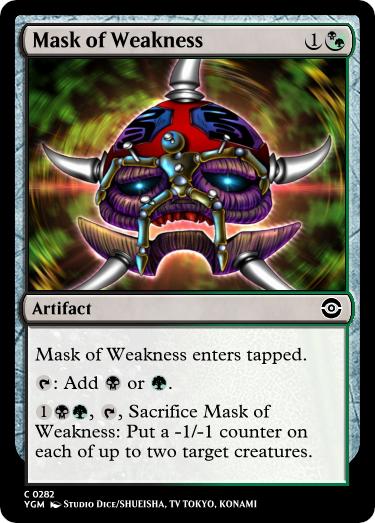 Mask of Weakness 1
Artifact
Mask of Weakness enters tapped.
: Add or .
1 , , Sacrifice Mask of
Weakness: Put a -1/-1 counter on
each of up to two target creatures.
C 0282
YGM Studio Dice/SHUEISHA, TV TOKYO, KONAMI